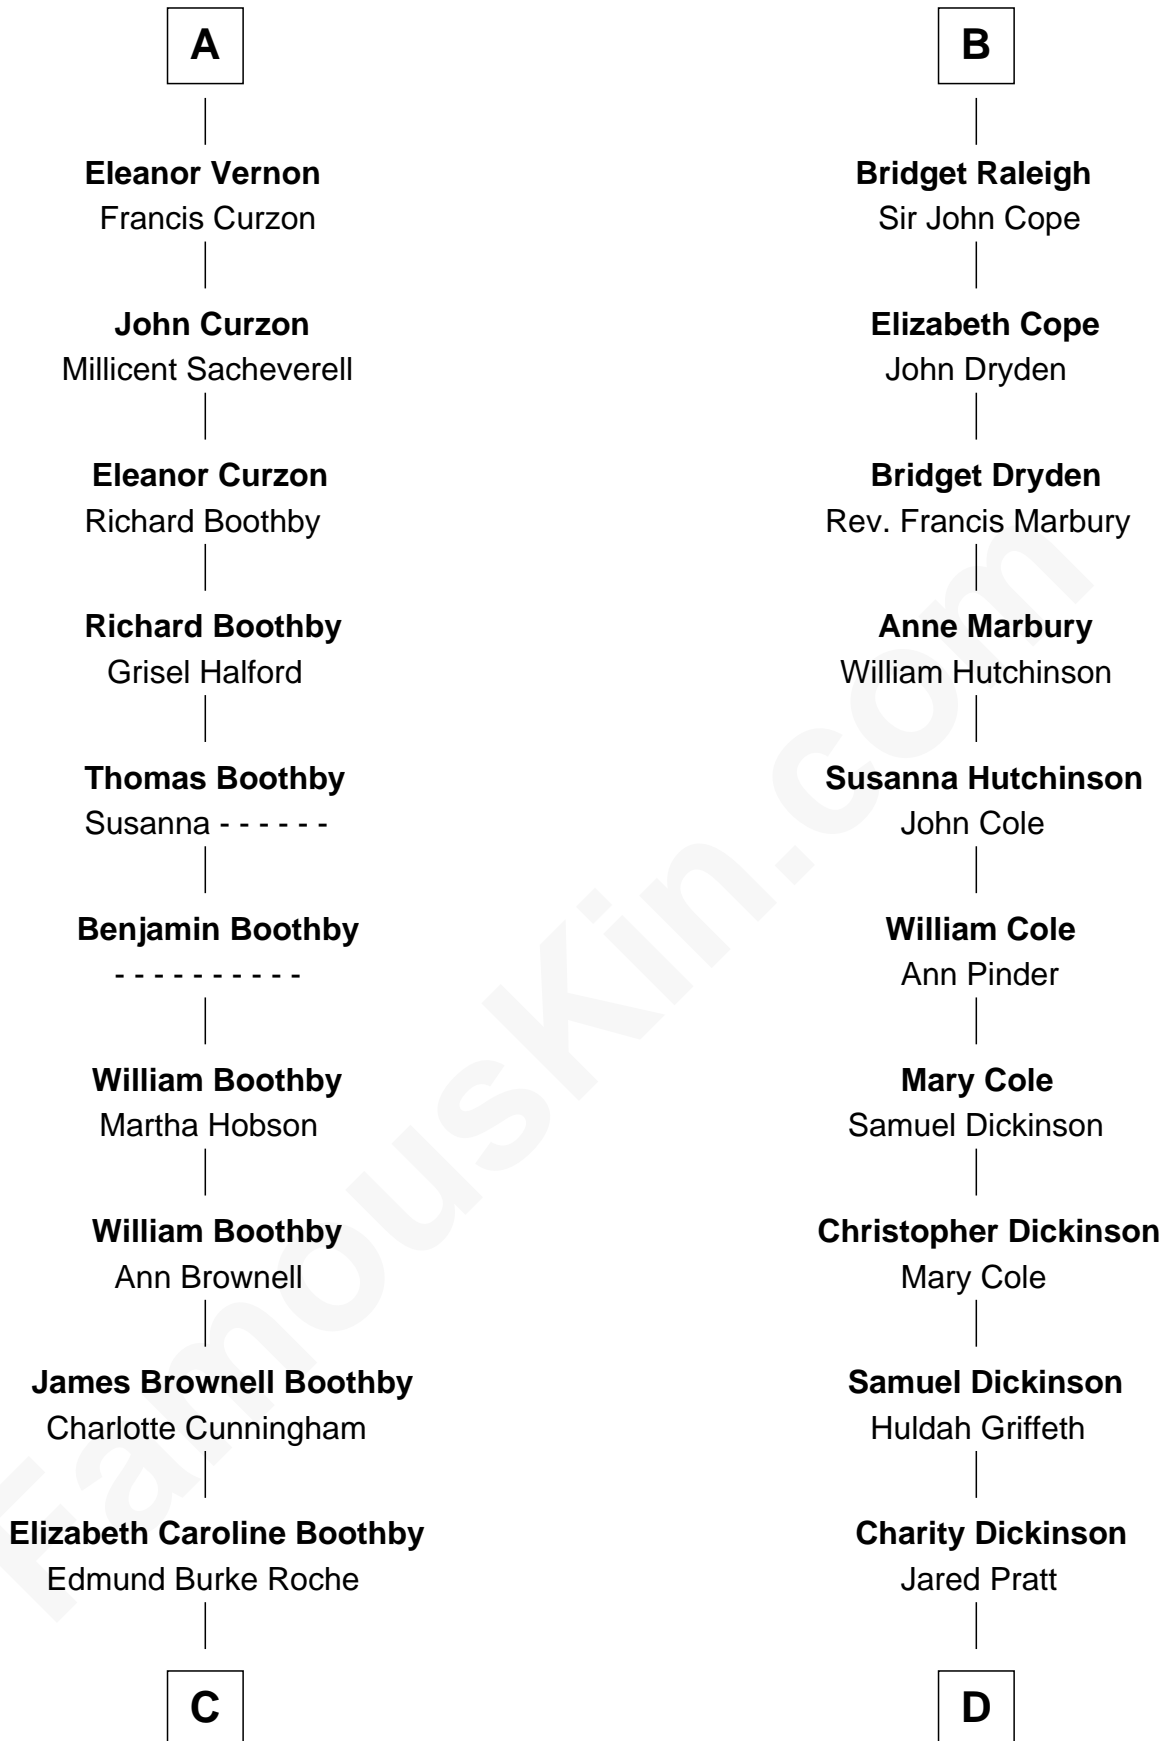 A
Eleanor Vernon
Francis Curzon
John Curzon
Millicent Sacheverell
Eleanor Curzon
Richard Boothby
Richard Boothby
Grisel Halford
Thomas Boothby
Susanna - - - - - -
Benjamin Boothby
- - - - - - - - - -
William Boothby
Martha Hobson
William Boothby
Ann Brownell
James Brownell Boothby
Charlotte Cunningham
Elizabeth Caroline Boothby
Edmund Burke Roche
C
B
Bridget Raleigh
Sir John Cope
Elizabeth Cope
John Dryden
Bridget Dryden
Rev. Francis Marbury
Anne Marbury
William Hutchinson
Susanna Hutchinson
John Cole
William Cole
Ann Pinder
Mary Cole
Samuel Dickinson
Christopher Dickinson
Mary Cole
Samuel Dickinson
Huldah Griffeth
Charity Dickinson
Jared Pratt
D
FamousKin.com